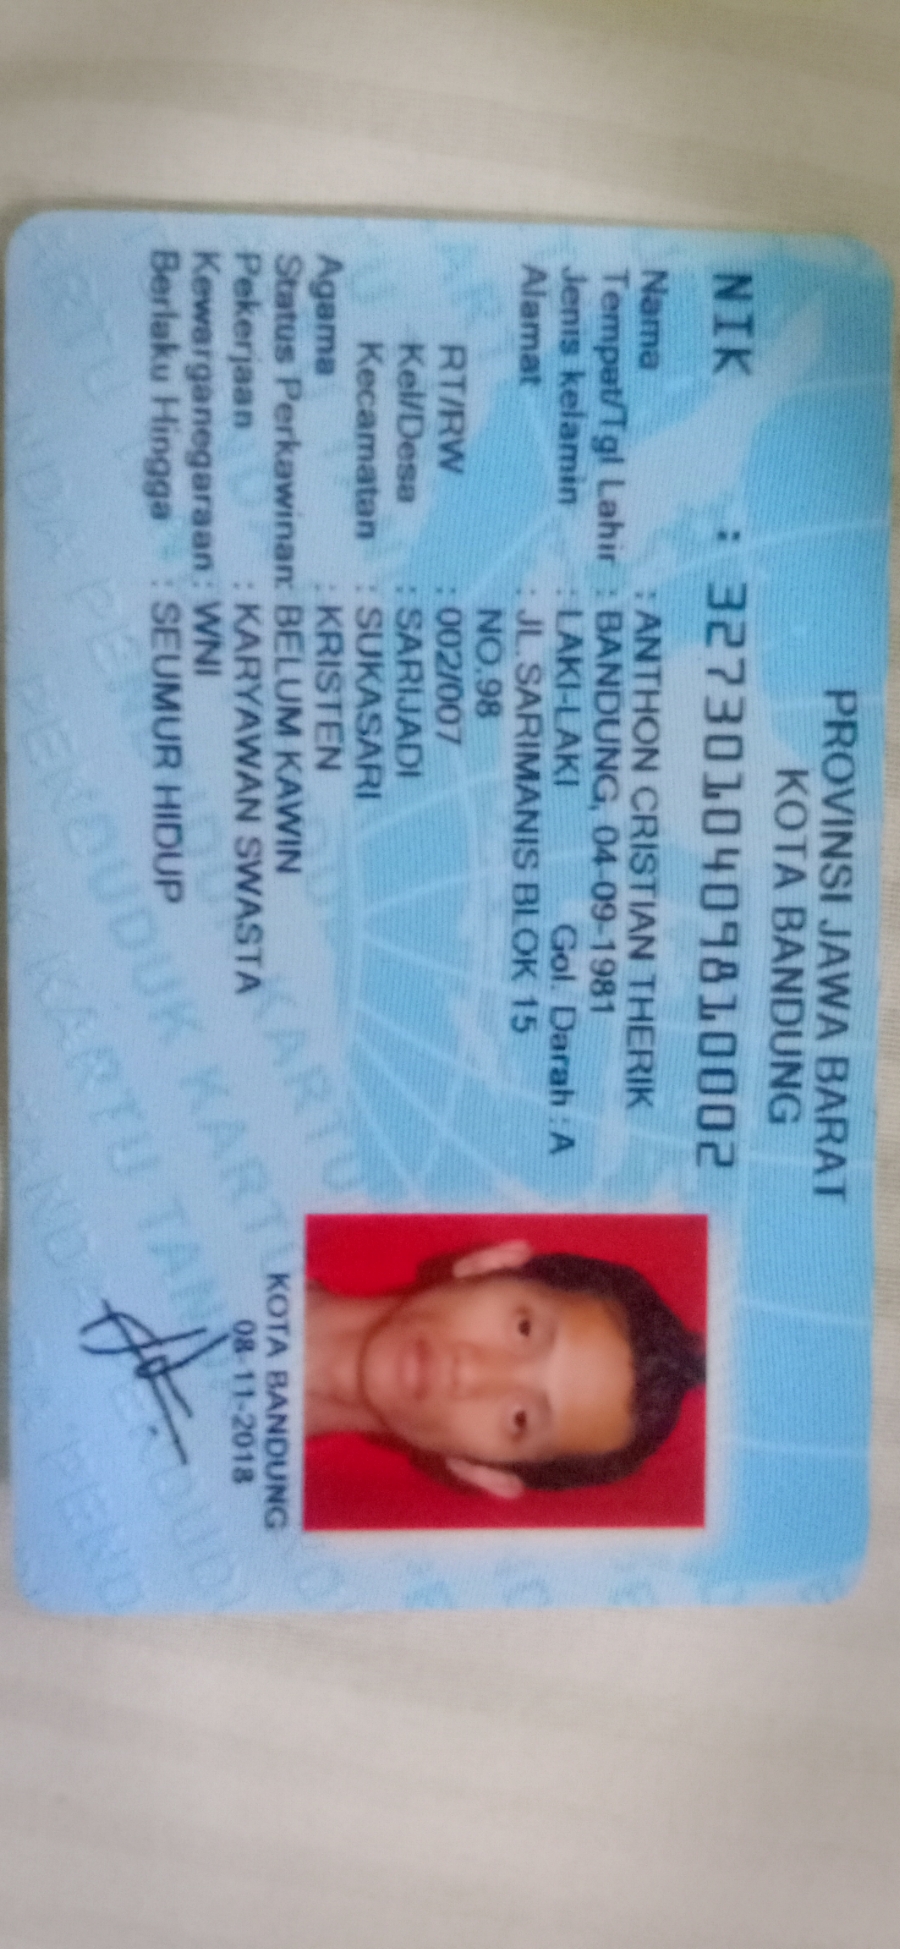 PROVINSI JAWA BARAT
KOTA BANDUNG
NIK : 3273010409810002
Nama : ANTHON CRISTIAN THERIK
Tempat/Tgl Lahir : BANDUNG, 04-09-1981
Jenis kelamin : LAKI-LAKI Gol. Darah : A
Alamat : JL.SARIMANIS BLOK 15
NO.98
RT/RW : 002/007
Kel/Desa : SARIJADI
Kecamatan : SUKASARI
Agama : KRISTEN
Status Perkawinan: BELUM KAWIN
Pekerjaan : KARYAWAN SWASTA
Kewarganegaraan : WNI
Berlaku Hingga : SEUMUR HIDUP
KOTA BANDUNG
08-11-2018